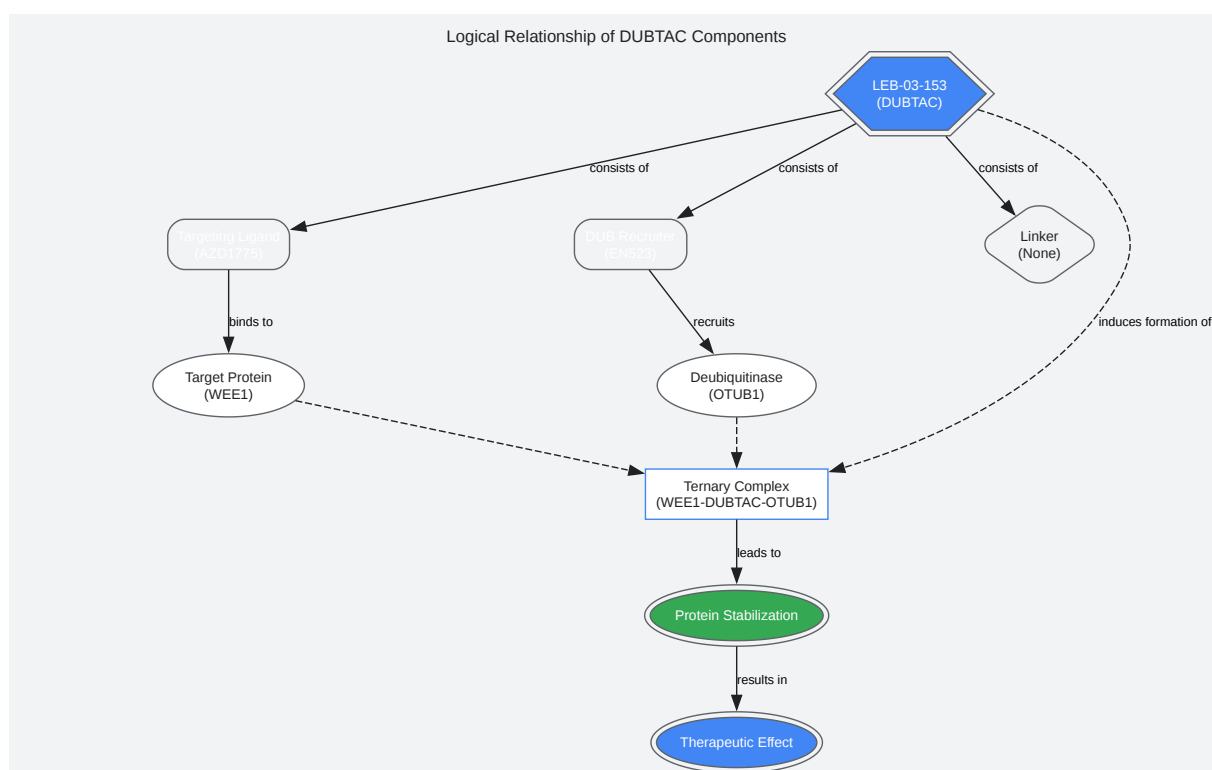 Logical Relationship of DUBTAC Components
LEB-03-153
(DUBTAC)
consists of
consists of
consists of
Targeting Ligand
(AZD1775)
DUB Recruiter
(EN523)
Linker
(None)
binds to
recruits
induces formation of
Target Protein
(WEE1)
Deubiquitinase
(OTUB1)
Ternary Complex
(WEE1-DUBTAC-OTUB1)
leads to
Protein Stabilization
results in
Therapeutic Effect